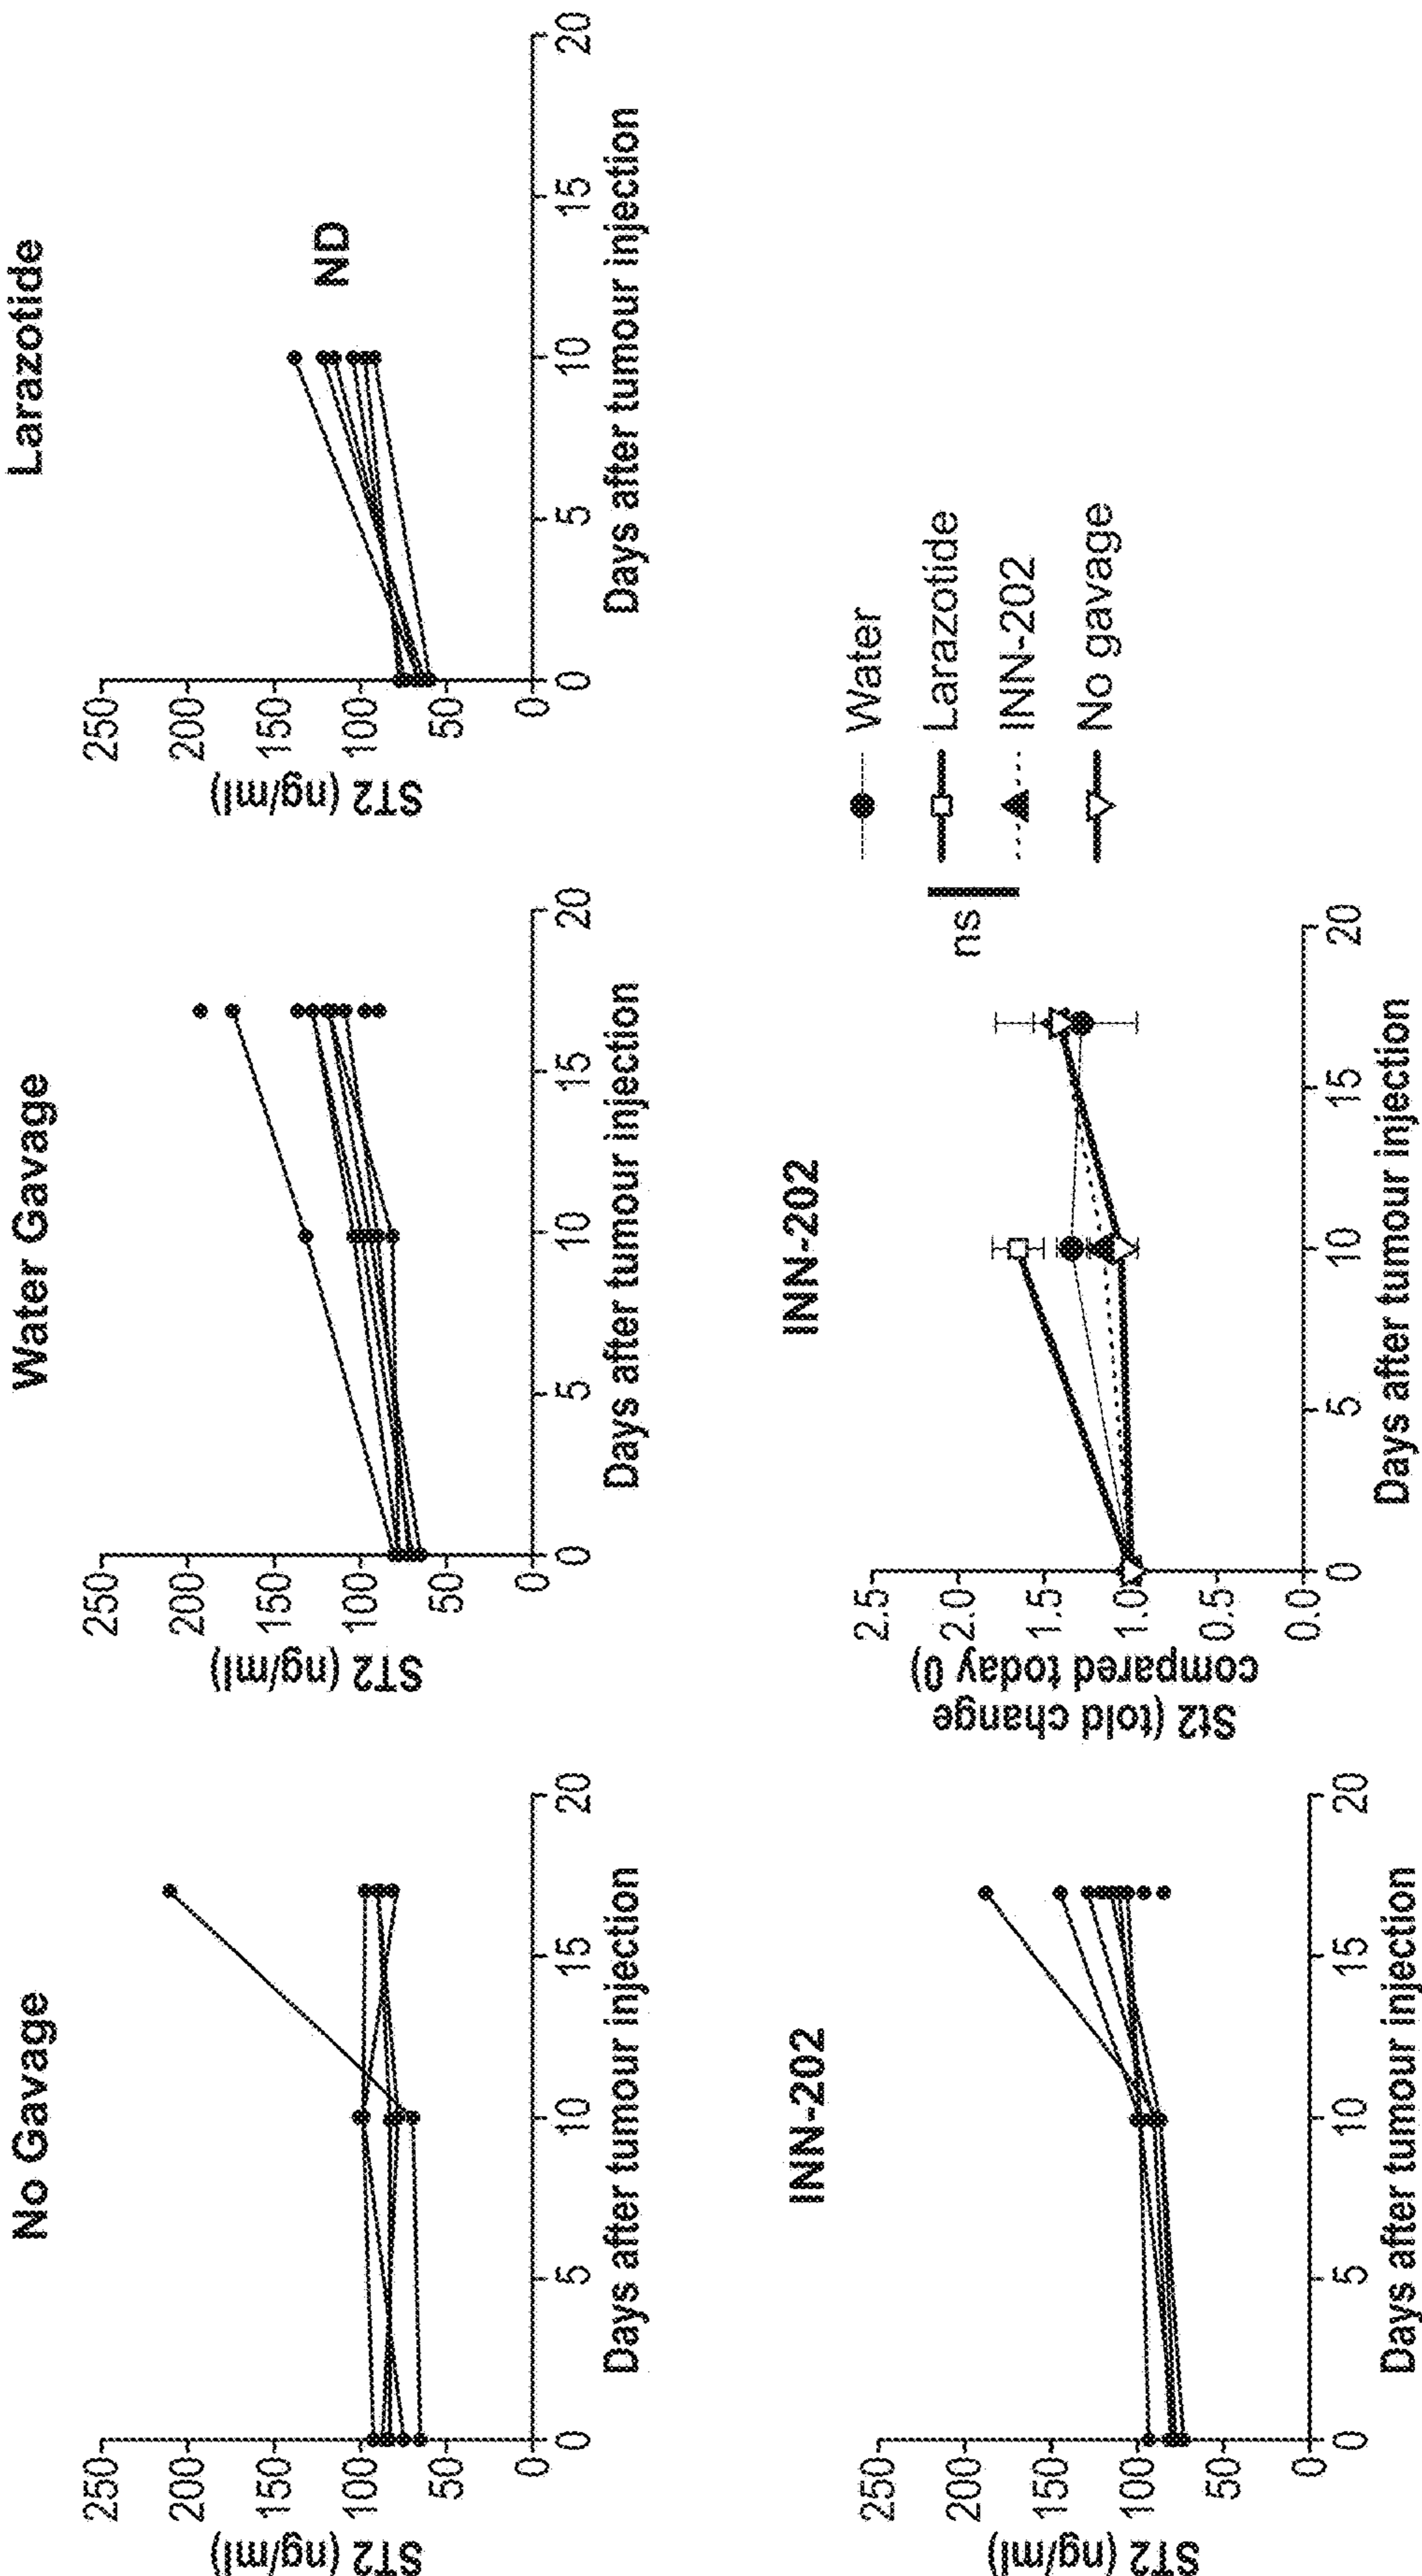 No Gavage
250
200
150
100
50
0
ST2 (ng/ml)
0
5
10
15
20
Days after tumour injection
Water Gavage
250
200
150
100
50
0
ST2 (ng/ml)
0
5
10
15
20
Days after tumour injection
Larazotide
250
200
150
100
50
0
ST2 (ng/ml)
ND
0
5
10
15
20
Days after tumour injection
INN-202
250
200
150
100
50
0
ST2 (ng/ml)
0
5
10
15
20
Days after tumour injection
INN-202
2.5
2.0
1.5
1.0
0.5
0.0
St2 (told change
compared today 0)
0
5
10
15
20
Days after tumour injection
ns
Water
Larazotide
INN-202
No gavage